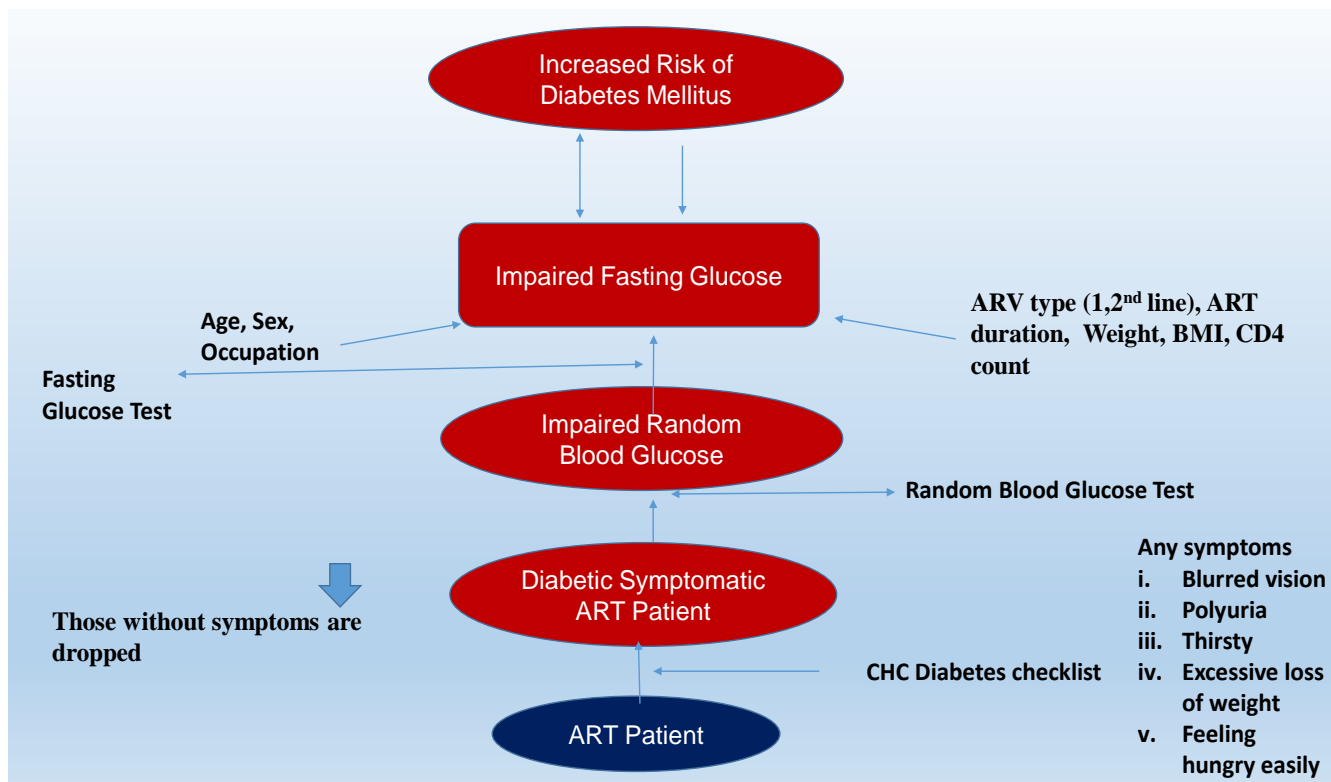 Increased Risk of
Diabetes Mellitus
Impaired Fasting Glucose
Age, Sex,
Occupation
ARV type (1,2nd line), ART
duration, Weight, BMI, CD4
count
Fasting
Glucose Test
Impaired Random
Blood Glucose
Random Blood Glucose Test
Diabetic Symptomatic
ART Patient
Those without symptoms are
dropped
Any symptoms
i. Blurred vision
ii. Polyuria
iii. Thirsty
iv. Excessive loss
of weight
v. Feeling
hungry easily
CHC Diabetes checklist
ART Patient